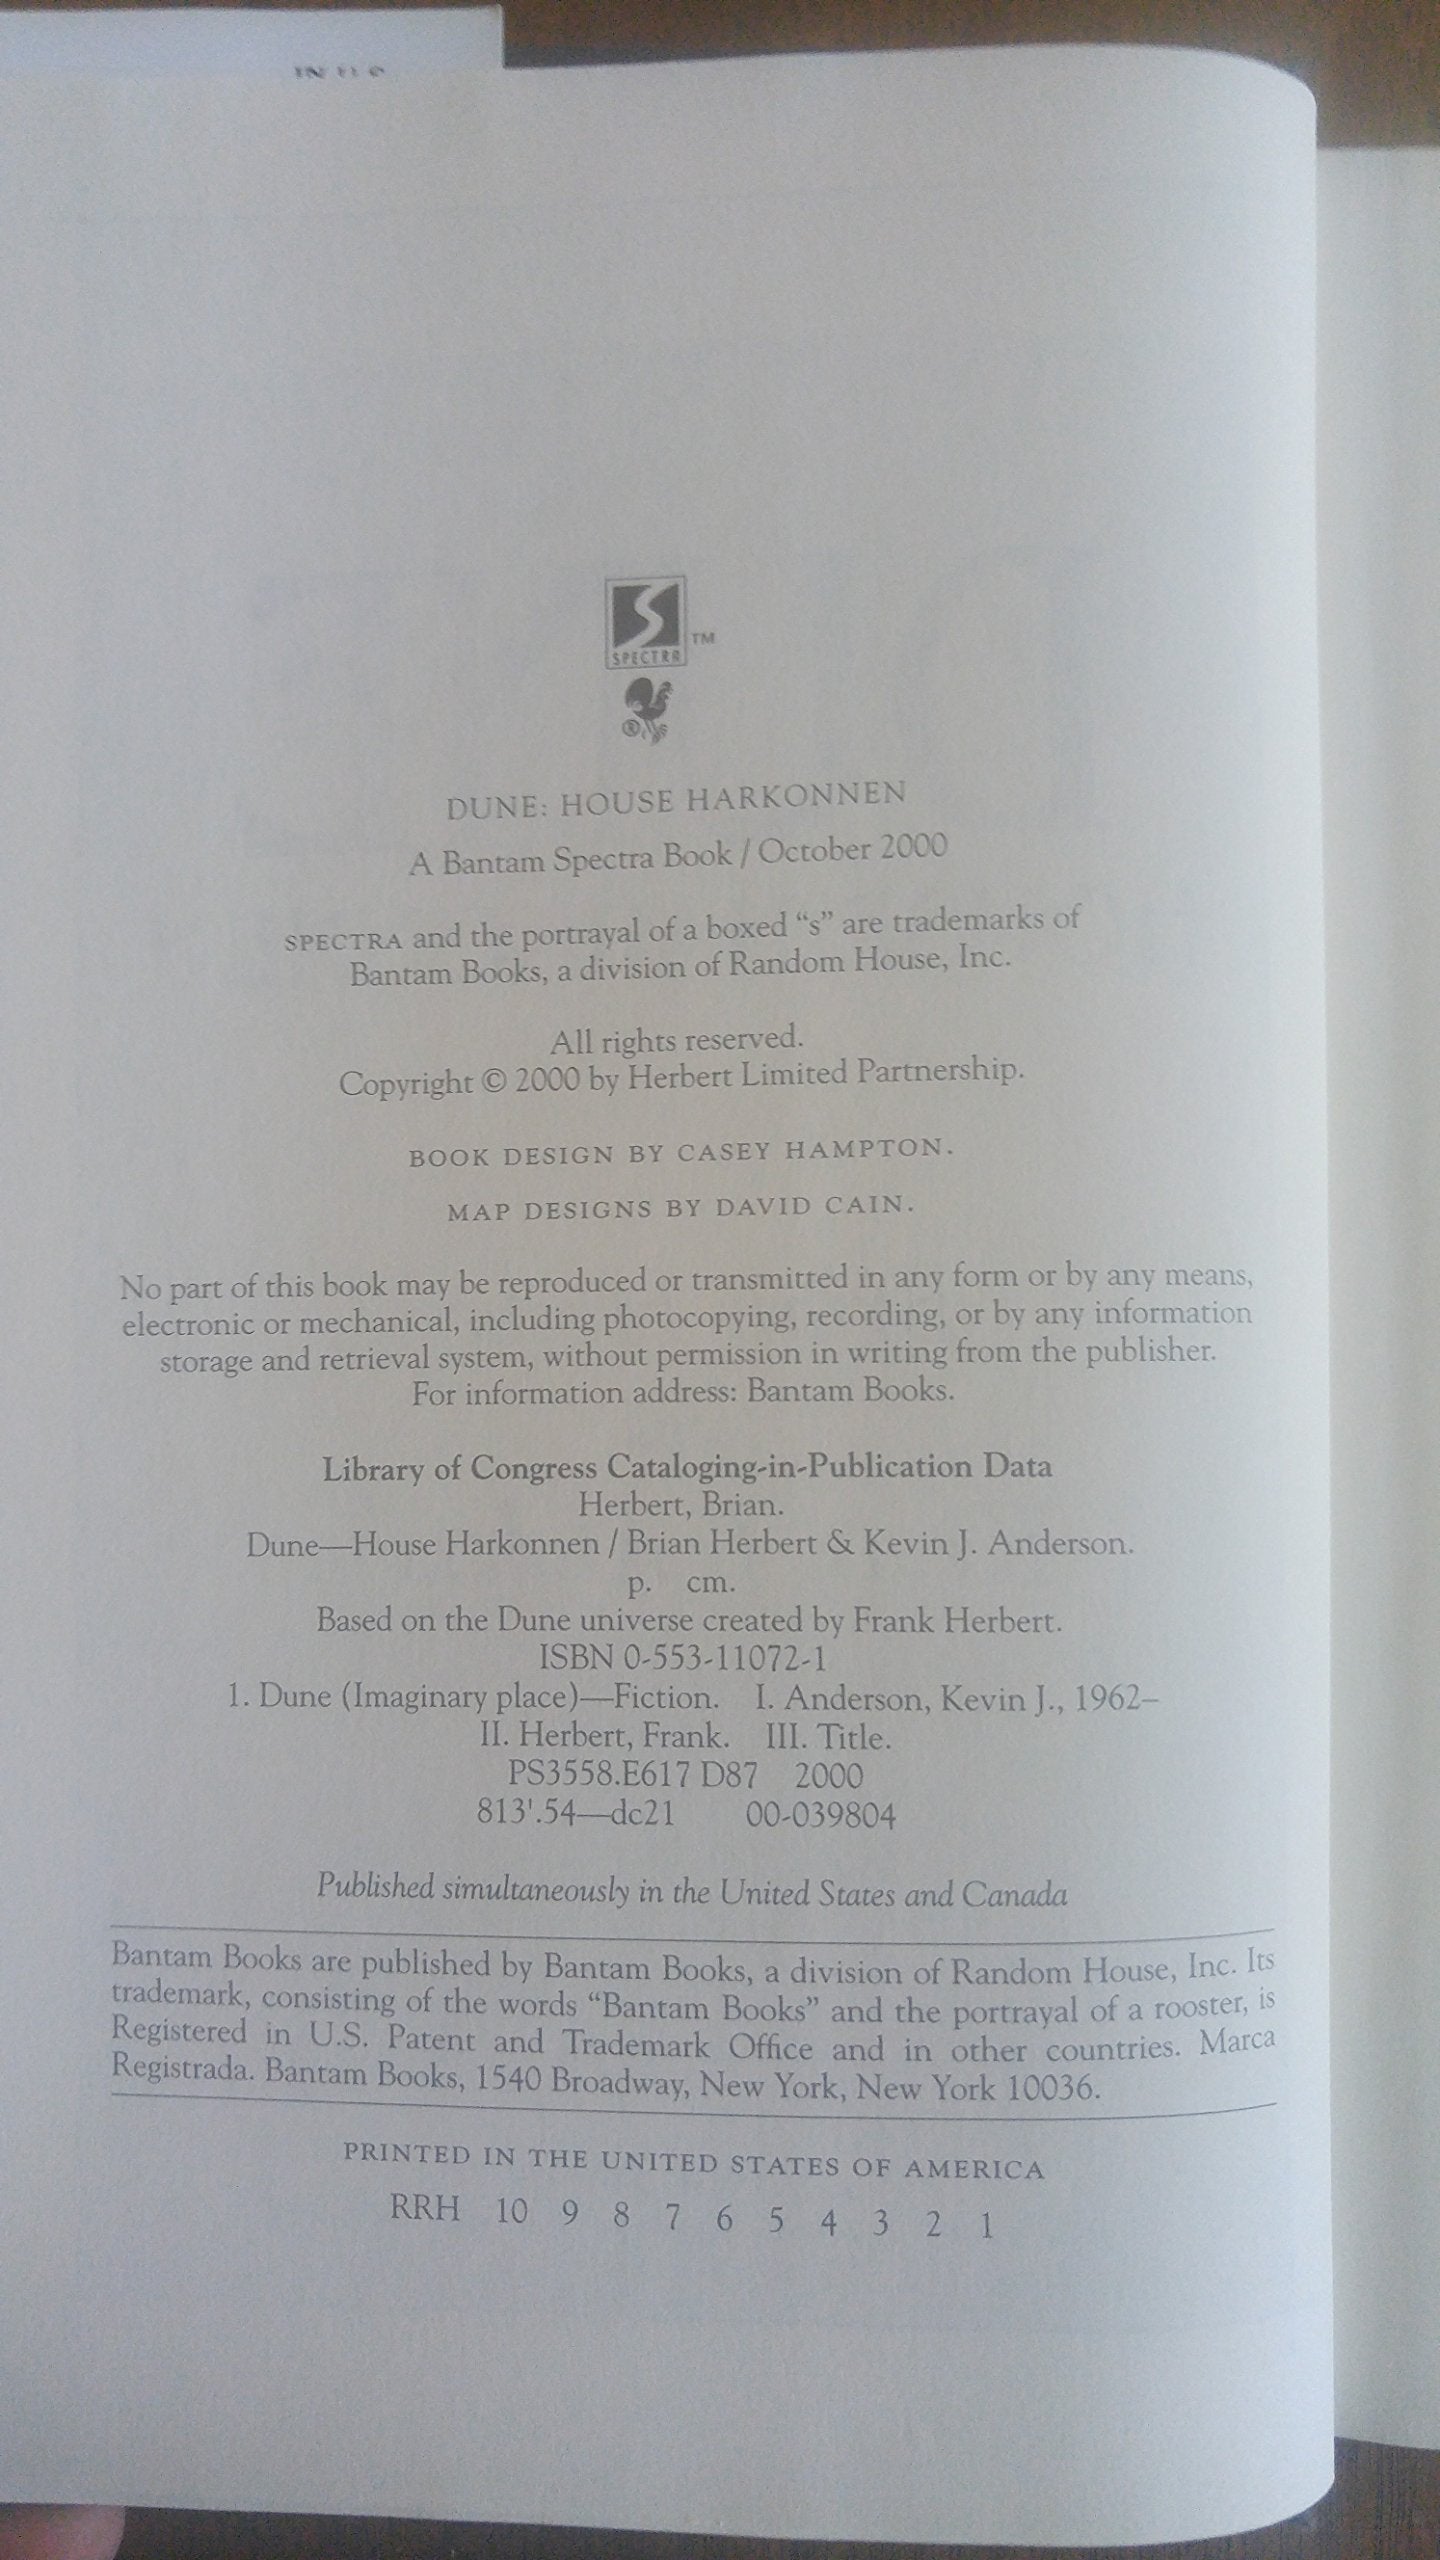 SPECTRA
TM
®
DUNE: HOUSE HARKONNEN
A Bantam Spectra Book / October 2000
SPECTRA and the portrayal of a boxed “s” are trademarks of
Bantam Books, a division of Random House, Inc.
All rights reserved.
Copyright © 2000 by Herbert Limited Partnership.
BOOK DESIGN BY CASEY HAMPTON.
MAP DESIGNS BY DAVID CAIN.
No part of this book may be reproduced or transmitted in any form or by any means,
electronic or mechanical, including photocopying, recording, or by any information
storage and retrieval system, without permission in writing from the publisher.
For information address: Bantam Books.
Library of Congress Cataloging-in-Publication Data
Herbert, Brian.
Dune—House Harkonnen / Brian Herbert & Kevin J. Anderson.
p. cm.
Based on the Dune universe created by Frank Herbert.
ISBN 0-553-11072-1
1. Dune (Imaginary place)—Fiction. I. Anderson, Kevin J., 1962–
II. Herbert, Frank. III. Title.
PS3558.E617 D87 2000
813'.54—dc21 00-039804
Published simultaneously in the United States and Canada
Bantam Books are published by Bantam Books, a division of Random House, Inc. Its
trademark, consisting of the words “Bantam Books” and the portrayal of a rooster, is
Registered in U.S. Patent and Trademark Office and in other countries. Marca
Registrada. Bantam Books, 1540 Broadway, New York, New York 10036.
PRINTED IN THE UNITED STATES OF AMERICA
RRH 10 9 8 7 6 5 4 3 2 1